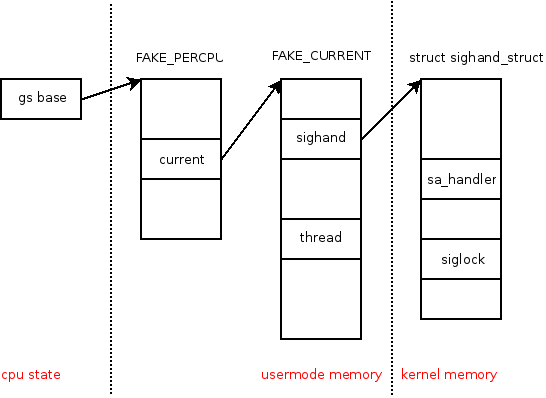 FAKE_PERCPU
FAKE_CURRENT
struct sighand_struct
gs base
sighand
current
sa_handler
thread
siglock
cpu state
usermode memory
kernel memory